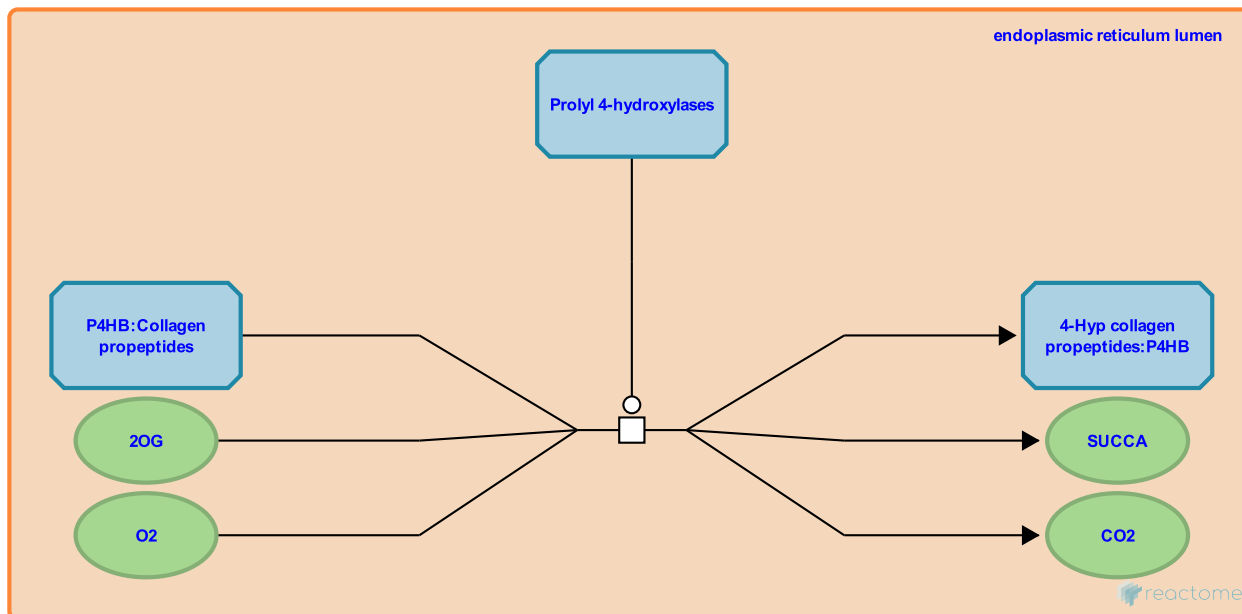 endoplasmic reticulum lumen
Prolyl 4-hydroxylases
P4HB:Collagen
propeptides
4-Hyp collagen
propeptides:P4HB
2OG
SUCCA
O2
CO2
reactome